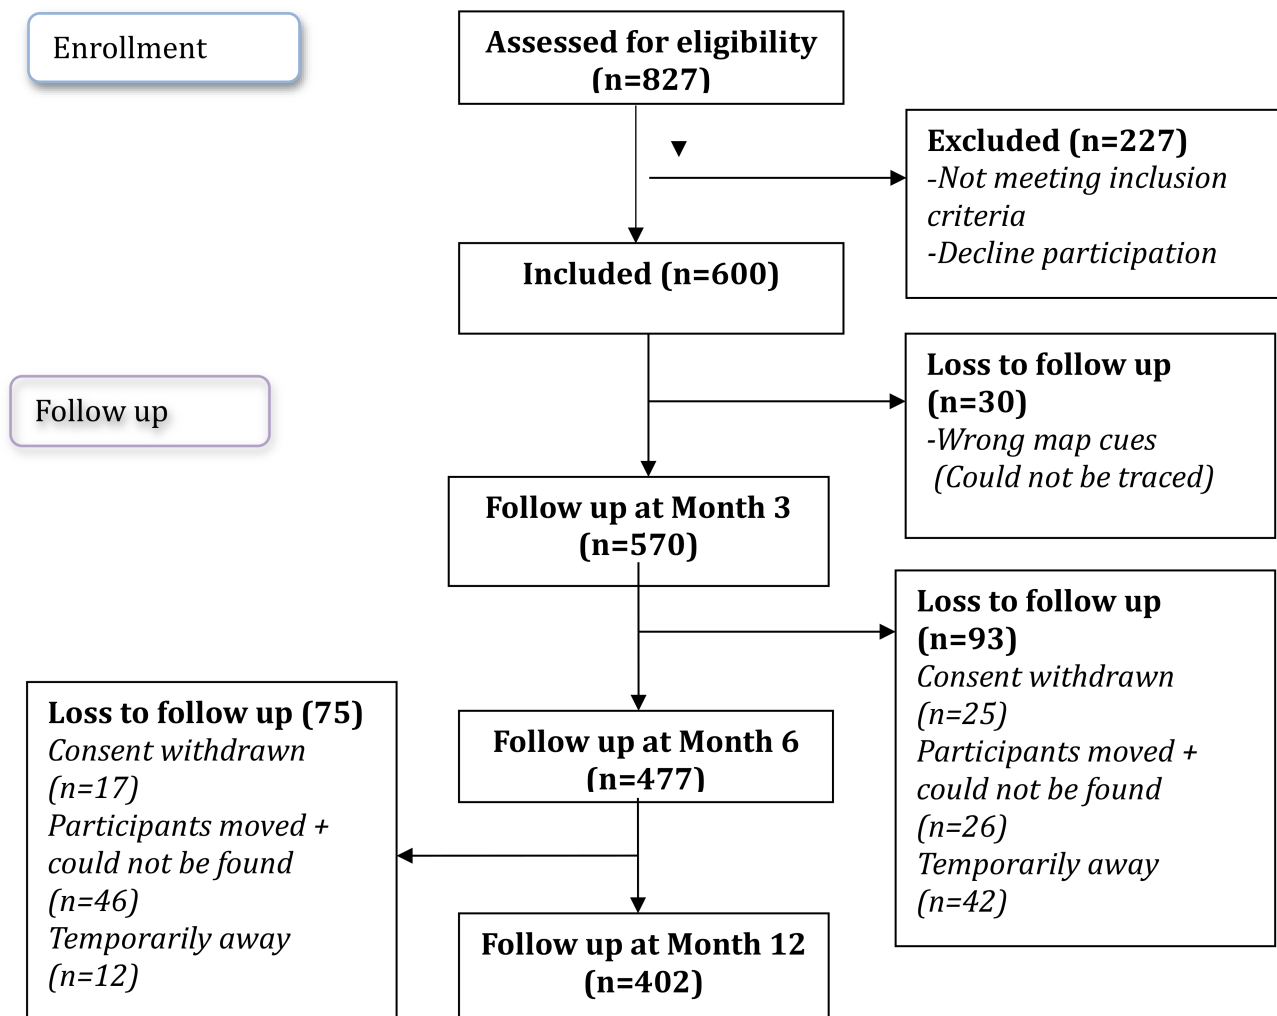 Enrollment
Assessed for eligibility
(n=827)
Excluded (n=227)
-Not meeting inclusion
criteria
-Decline participation
Included (n=600)
Loss to follow up
(n=30)
-Wrong map cues
(Could not be traced)
Follow up
Follow up at Month 3
(n=570)
Loss to follow up
(n=93)
Consent withdrawn
(n=25)
Participants moved +
could not be found
(n=26)
Temporarily away
(n=42)
Follow up at Month 6
(n=477)
Loss to follow up (75)
Consent withdrawn
(n=17)
Participants moved +
could not be found
(n=46)
Temporarily away
(n=12)
Follow up at Month 12
(n=402)